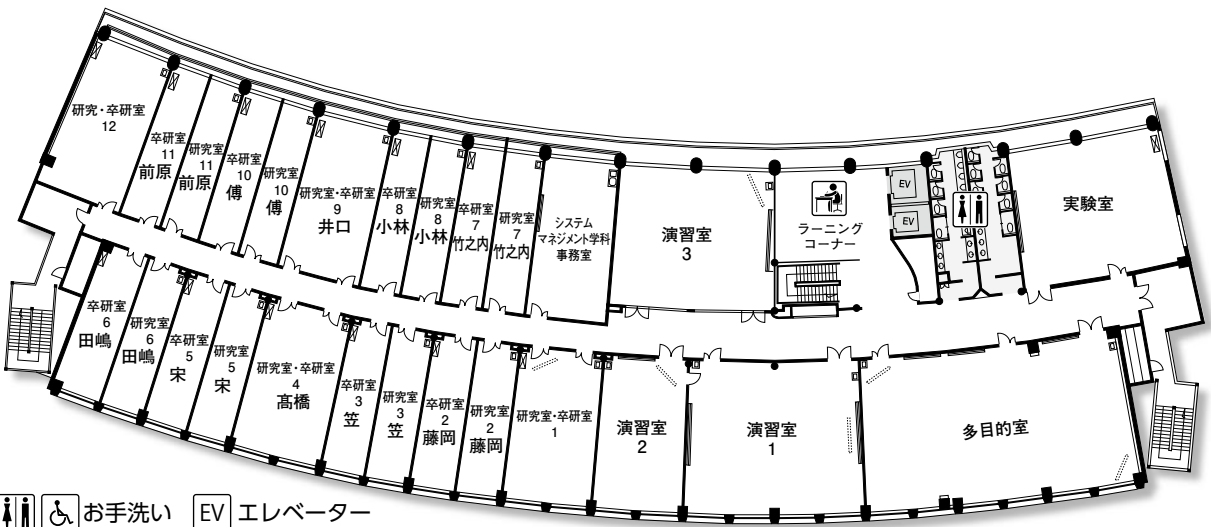 研究・卒研室
12
卒研室
11
前原
研究室
11
前原
卒研室
10
傅
研究室
10
傅
研究室・卒研室
9
井口
卒研室
8
小林
研究室
8
小林
卒研室
7
竹之内
研究室
7
竹之内
システム
マネジメント学科
事務室
演習室
3
ラーニング
コーナー
EV
EV
実験室
卒研室
6
田嶋
研究室
6
田嶋
卒研室
5
宋
研究室
5
宋
研究室・卒研室
4
髙橋
卒研室
3
笠
研究室
3
笠
卒研室
2
藤岡
研究室
2
藤岡
研究室・卒研室
1
演習室
2
演習室
1
多目的室
お手洗い EV エレベーター